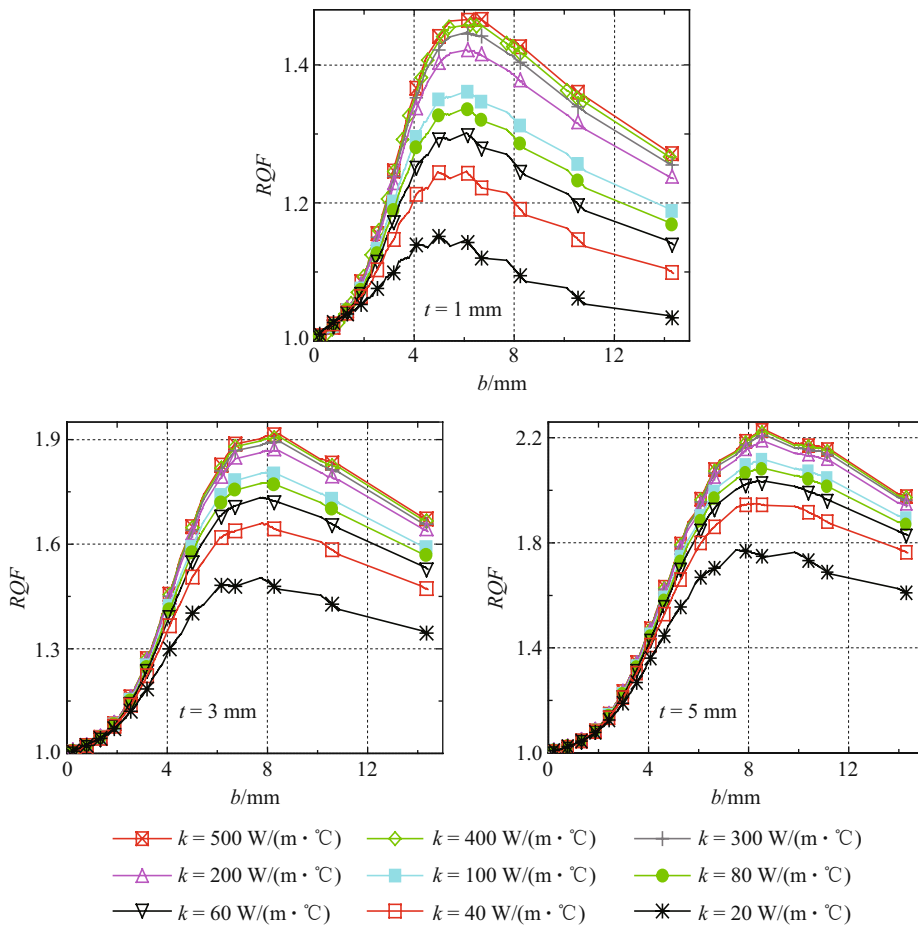 RQF
1.4
1.2
1.0
t = 1 mm
0 4 8 12
b/mm
RQF
1.9
1.6
1.3
1.0
t = 3 mm
0 4 8 12
b/mm
RQF
2.2
1.8
1.4
1.0
t = 5 mm
0 4 8 12
b/mm
k = 500 W/(m·℃) k = 400 W/(m·℃) k = 300 W/(m·℃)
k = 200 W/(m·℃) k = 100 W/(m·℃) k = 80 W/(m·℃)
k = 60 W/(m·℃) k = 40 W/(m·℃) k = 20 W/(m·℃)